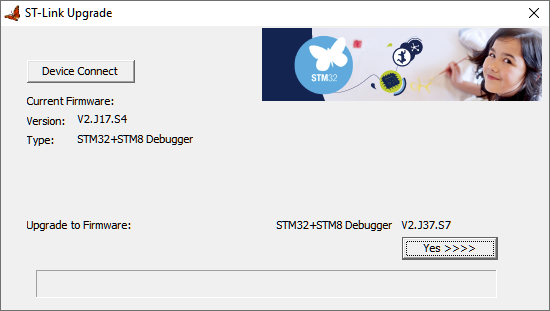 ST-Link Upgrade
Device Connect
STM32
Current Firmware:
Version: V2.J17.S4
Type: STM32+STM8 Debugger
Upgrade to Firmware: STM32+STM8 Debugger V2.J37.S7
Yes >>>>